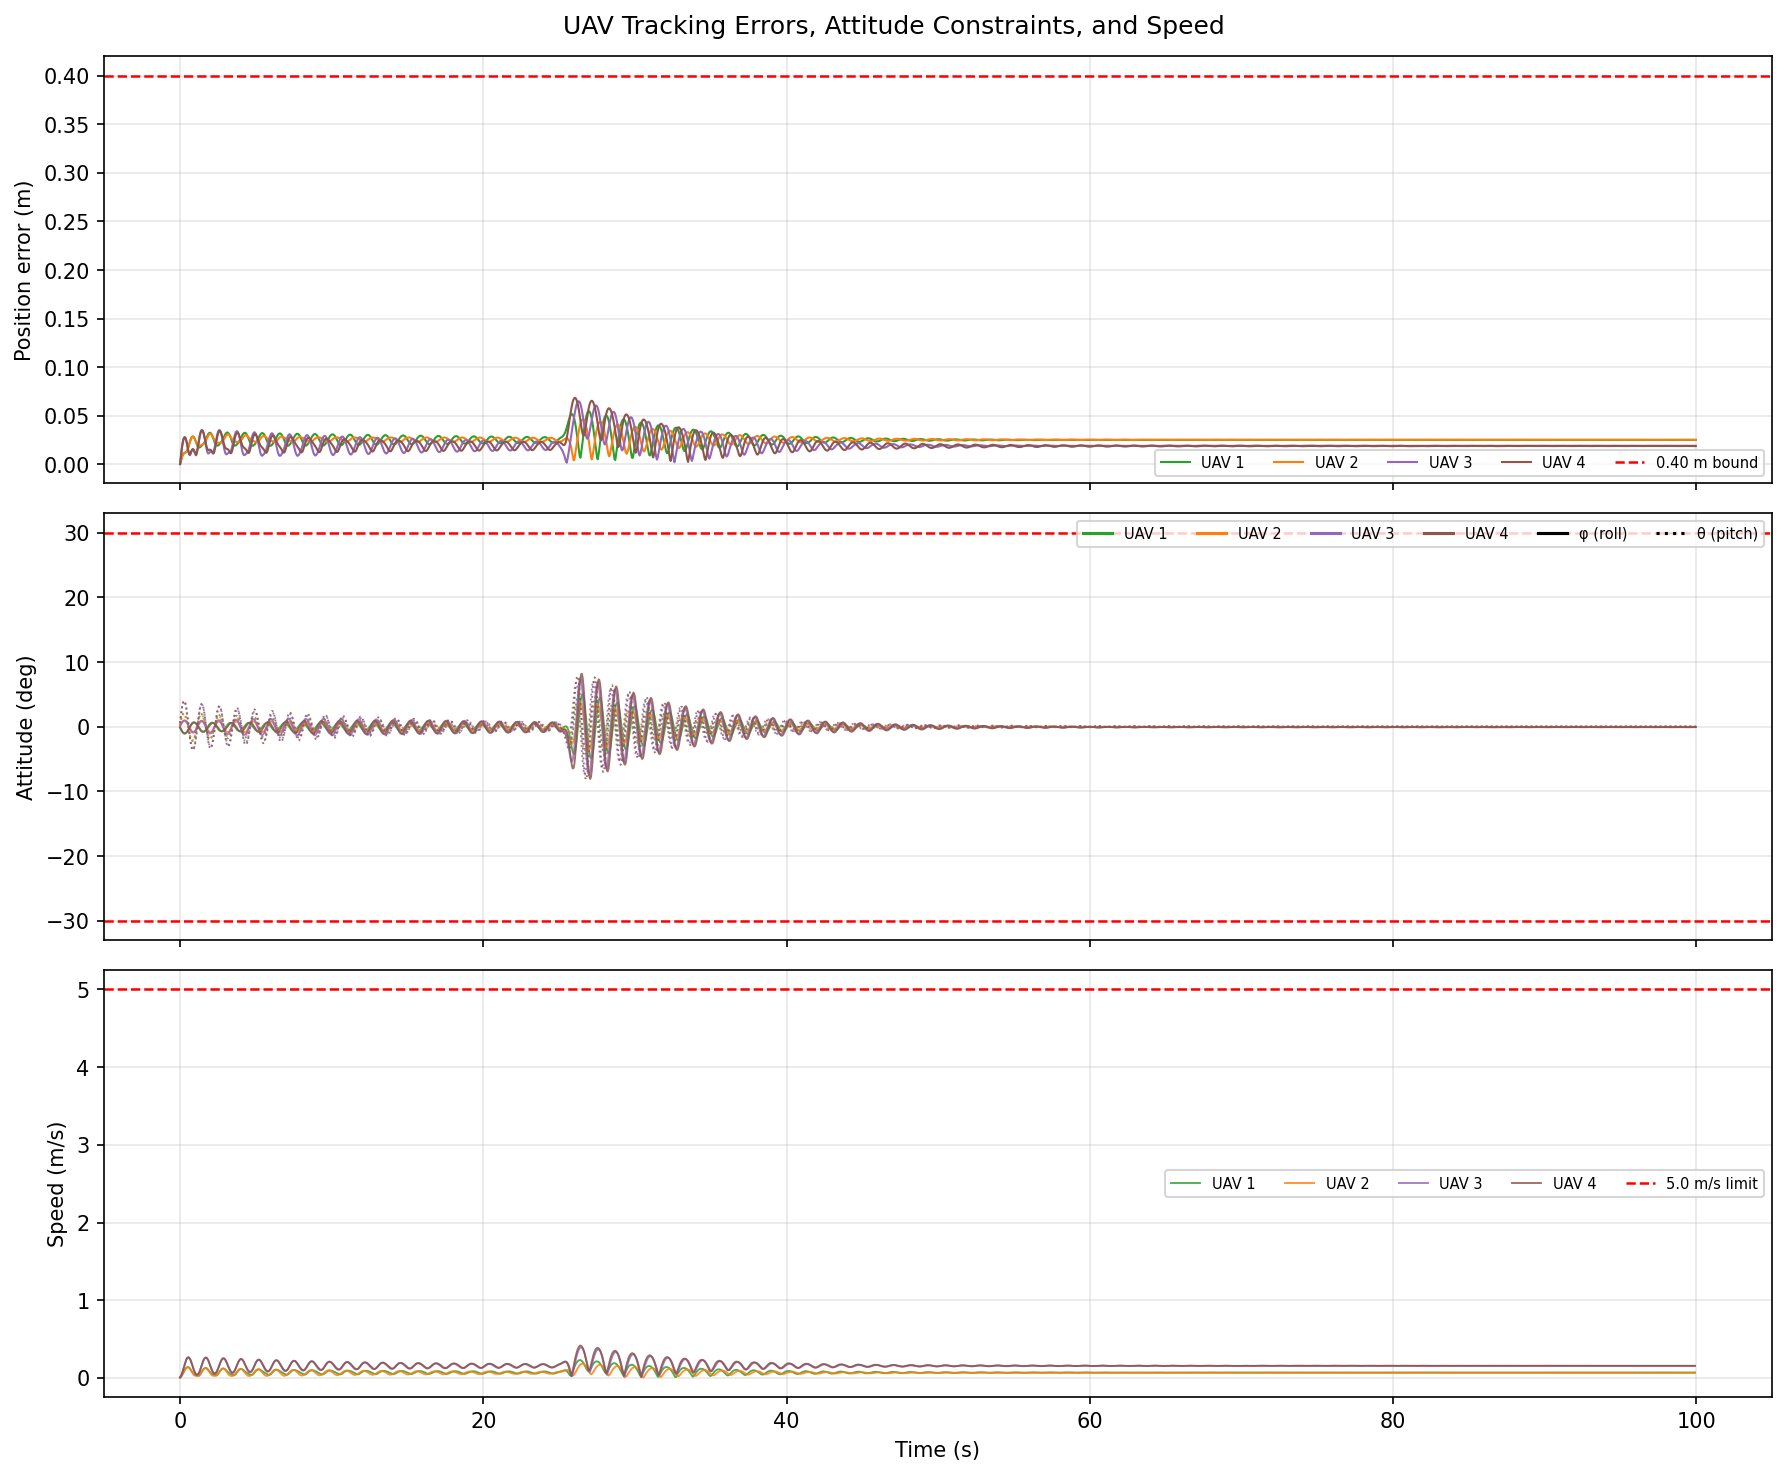 UAV Tracking Errors, Attitude Constraints, and Speed
Position error (m)
0.40
0.35
0.30
0.25
0.20
0.15
0.10
0.05
0.00
UAV 1 UAV 2 UAV 3 UAV 4 0.40 m bound
Attitude (deg)
30
20
10
0
−10
−20
−30
UAV 1 UAV 2 UAV 3 UAV 4 φ (roll) θ (pitch)
Speed (m/s)
5
4
3
2
1
0
UAV 1 UAV 2 UAV 3 UAV 4 5.0 m/s limit
0 20 40 60 80 100
Time (s)